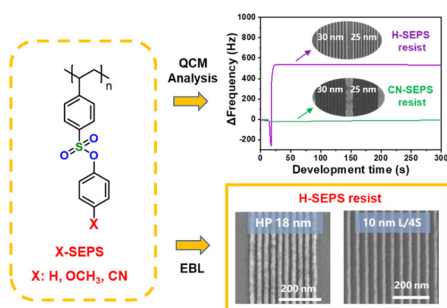 n
O
S
O
O
X
X-SEPS
X: H, OCH₃, CN
QCM
Analysis
EBL
ΔFrequency (Hz)
1000
800
600
400
200
0
-200
0 50 100 150 200 250 300
Development time (s)
30 nm 25 nm
H-SEPS
resist
30 nm 25 nm
CN-SEPS
resist
H-SEPS resist
HP 18 nm
200 nm
10 nm L/4S
200 nm